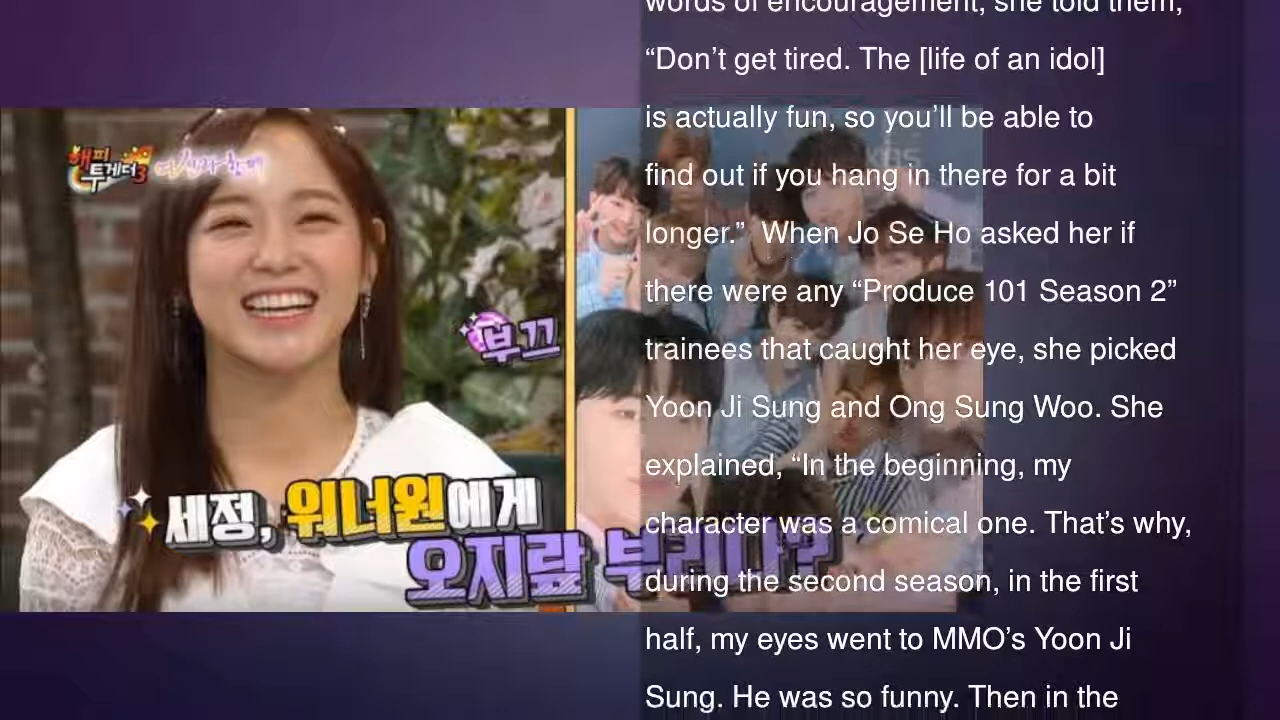 words of encouragement, she told them,
“Don’t get tired. The [life of an idol]
is actually fun, so you’ll be able to
find out if you hang in there for a bit
longer.”  When Jo Se Ho asked her if
there were any “Produce 101 Season 2”
trainees that caught her eye, she picked
Yoon Ji Sung and Ong Sung Woo. She
explained, “In the beginning, my
character was a comical one. That’s why,
during the second season, in the first
half, my eyes went to MMO’s Yoon Ji
Sung. He was so funny. Then in the
해피
투게더3
KBS
부끄
세정, 워너원에게
오지랖 부리나?